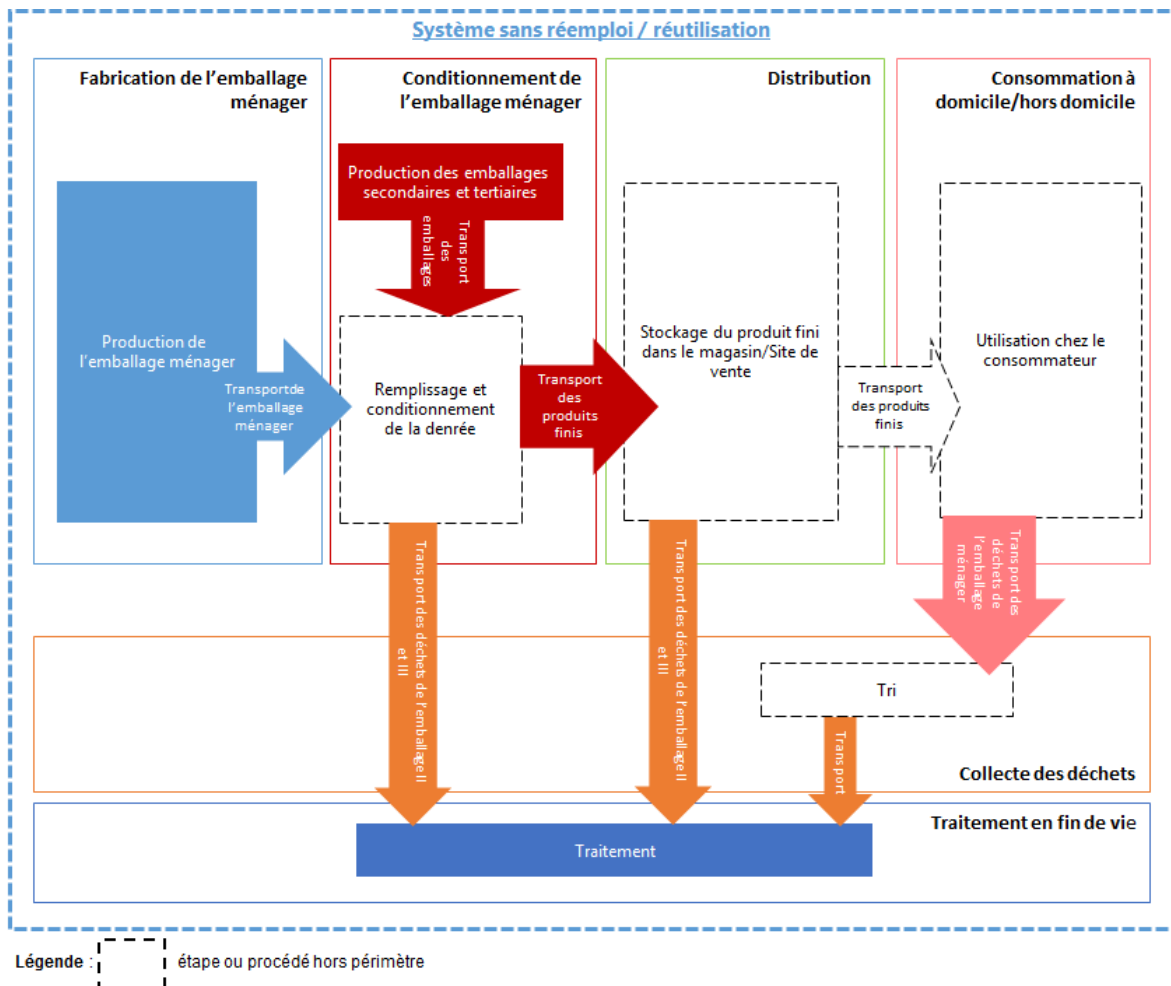 Système sans réemploi / réutilisation
Fabrication de l'emballage
ménager
Conditionnement de
l'emballage ménager
Distribution
Consommation à
domicile/hors domicile
Production des emballages
secondaires et tertiaires
Transport
des
emballages
Production de
l'emballage ménager
Transport de
l'emballage
ménager
Remplissage et
conditionnement
de la denrée
Transport
des
produits
finis
Stockage du produit fini
dans le magasin/Site de
vente
Transport
des produits
finis
Utilisation chez le
consommateur
Transport des déchets de l'emballage II
et III
Transport des déchets de l'emballage II
et III
Transport des
déchets de
l'emballage
ménager
Tri
Transport
Collecte des déchets
Traitement en fin de vie
Traitement
Légende : étape ou procédé hors périmètre